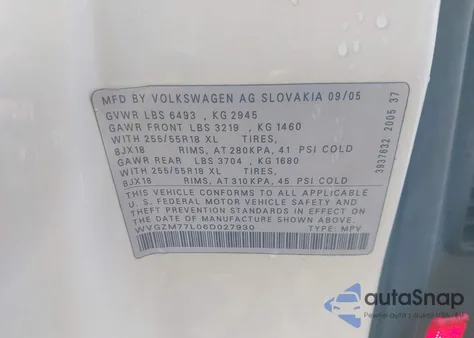 MFD BY VOLKSWAGEN AG SLOVAKIA 09/05
GVWR LBS 6493 , KG 2945
GAWR FRONT LBS 3219 , KG 1460
WITH 255/55R18 XL TIRES,
8JX18 RIMS, AT 280KPA, 41 PSI COLD
GAWR REAR LBS 3704 , KG 1680
WITH 255/55R18 XL TIRES,
8JX18 RIMS, AT 310KPA, 45 PSI COLD
THIS VEHICLE CONFORMS TO ALL APPLICABLE
U. S. FEDERAL MOTOR VEHICLE SAFETY AND
THEFT PREVENTION STANDARDS IN EFFECT ON THE
DATE OF MANUFACTURE SHOWN ABOVE.
WVGZM77L06D027930 TYPE: MPV
3937632 2005 37
autoSnap